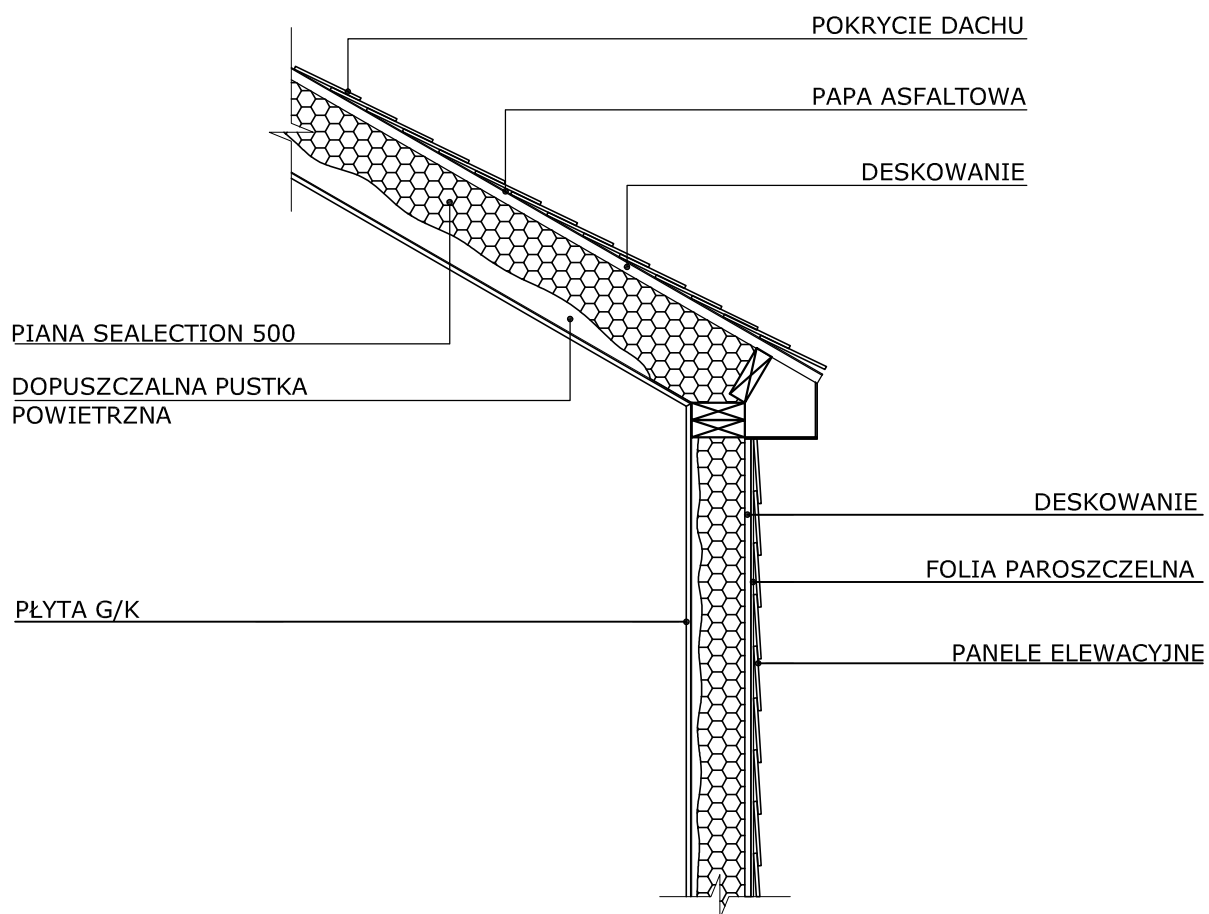 POKRYCIE DACHU
PAPA ASFALTOWA
DESKOWANIE
PIANA SEALECTION 500
DOPUSZCZALNA PUSTKA
POWIETRZNA
DESKOWANIE
FOLIA PAROSZCZELNA
PŁYTA G/K
PANELE ELEWACYJNE